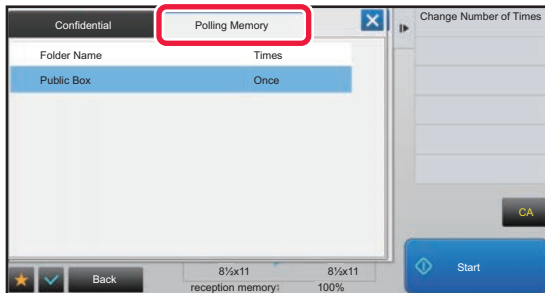 Confidential
Polling Memory
Change Number of Times
Folder Name Times
Public Box Once
CA
Back
8½x11 8½x11
reception memory: 100%
Start